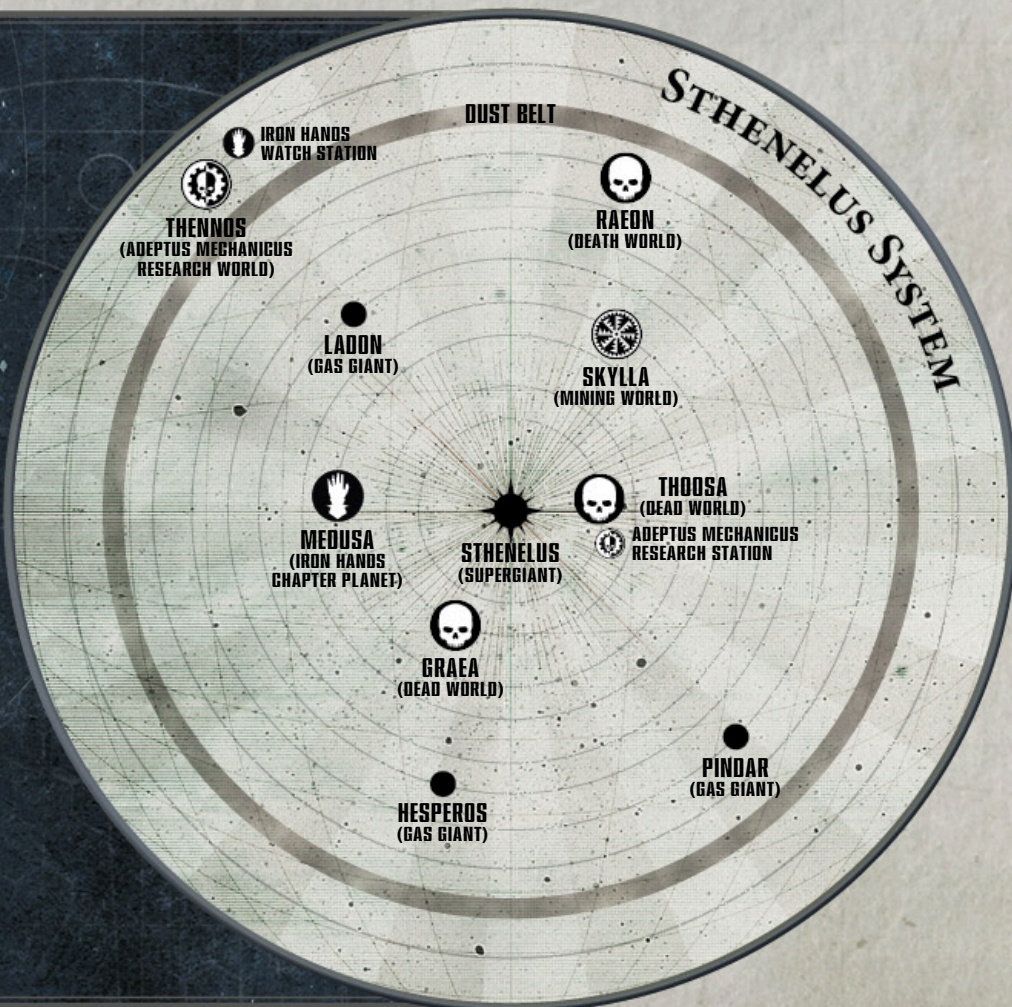 STHENELUS SYSTEM
DUST BELT
IRON HANDS
WATCH STATION
THENNOS
(ADEPTUS MECHANICUS
RESEARCH WORLD)
RAEON
(DEATH WORLD)
LADON
(GAS GIANT)
SKYLLA
(MINING WORLD)
MEDUSA
(IRON HANDS
CHAPTER PLANET)
STHENELUS
(SUPERGIANT)
THOOSA
(DEAD WORLD)
ADEPTUS MECHANICUS
RESEARCH STATION
GRAEA
(DEAD WORLD)
PINDAR
(GAS GIANT)
HESPEROS
(GAS GIANT)